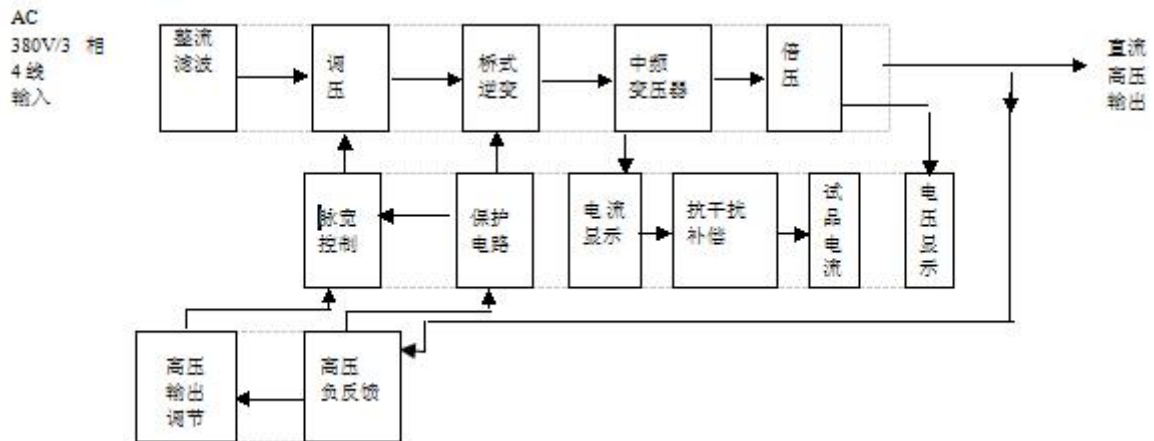 AC
380V/3 相
4 线
输入
整流
滤波
调
压
桥式
逆变
中频
变压器
倍
压
直流
高压
输出
脉宽
控制
保护
电路
电流
显示
抗干扰
补偿
试
品
电
流
电
压
显
示
高压
输出
调节
高压
负反馈